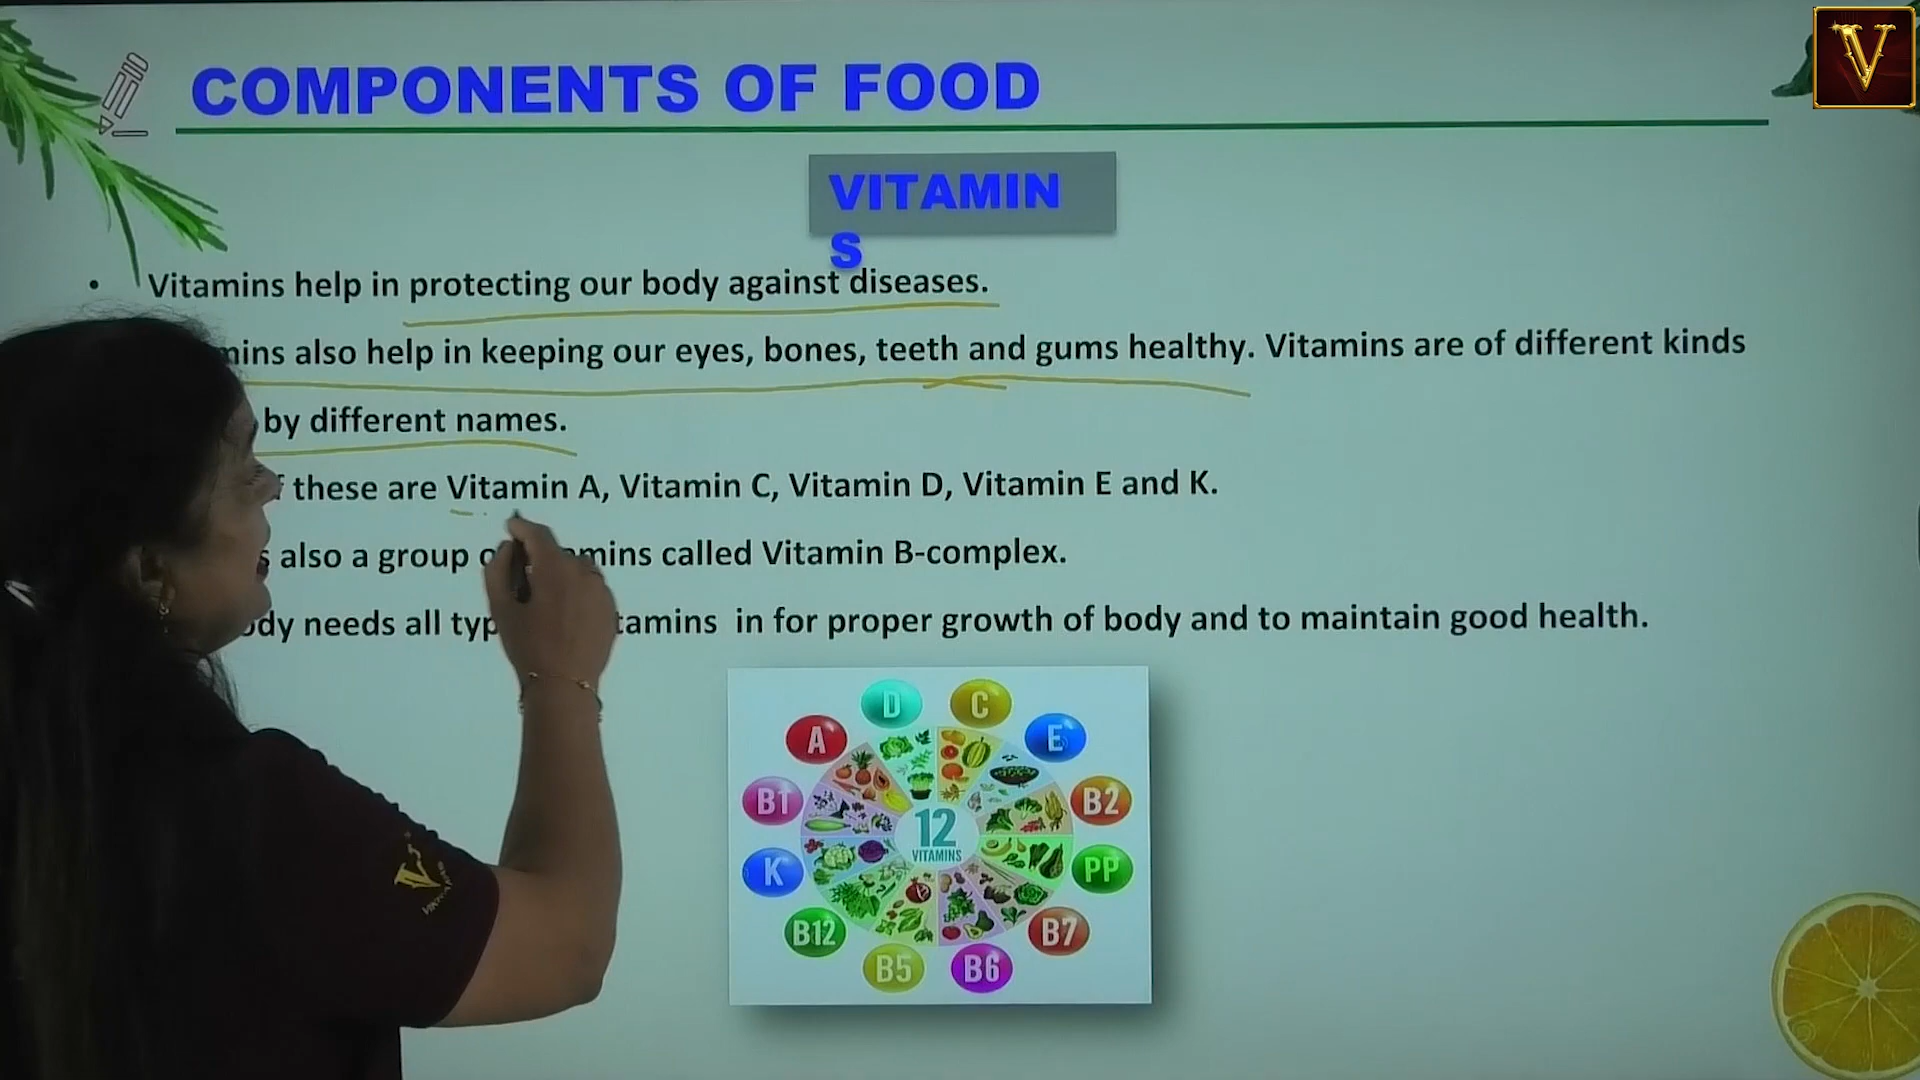 V
COMPONENTS OF FOOD
VITAMIN
S
• Vitamins help in protecting our body against diseases.
mins also help in keeping our eyes, bones, teeth and gums healthy. Vitamins are of different kinds
by different names.
these are Vitamin A, Vitamin C, Vitamin D, Vitamin E and K.
also a group mins called Vitamin B-complex.
dy needs all typ tamins in for proper growth of body and to maintain good health.
D C
A E
B1 B2
12
VITAMINS
K PP
B12 B7
B5 B6
V